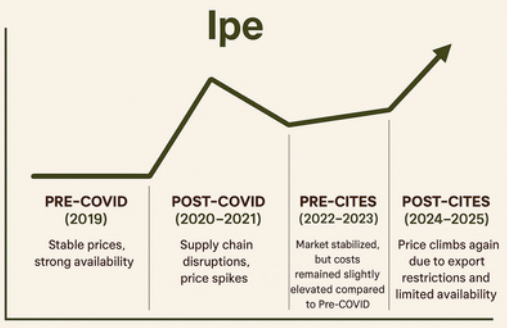 Ipe
PRE-COVID
(2019)
Stable prices,
strong availability
POST-COVID
(2020–2021)
Supply chain
disruptions,
price spikes
PRE-CITES
(2022–2023)
Market stabilized,
but costs
remained slightly
elevated compared
to Pre-COVID
POST-CITES
(2024–2025)
Price climbs again
due to export
restrictions and
limited availability